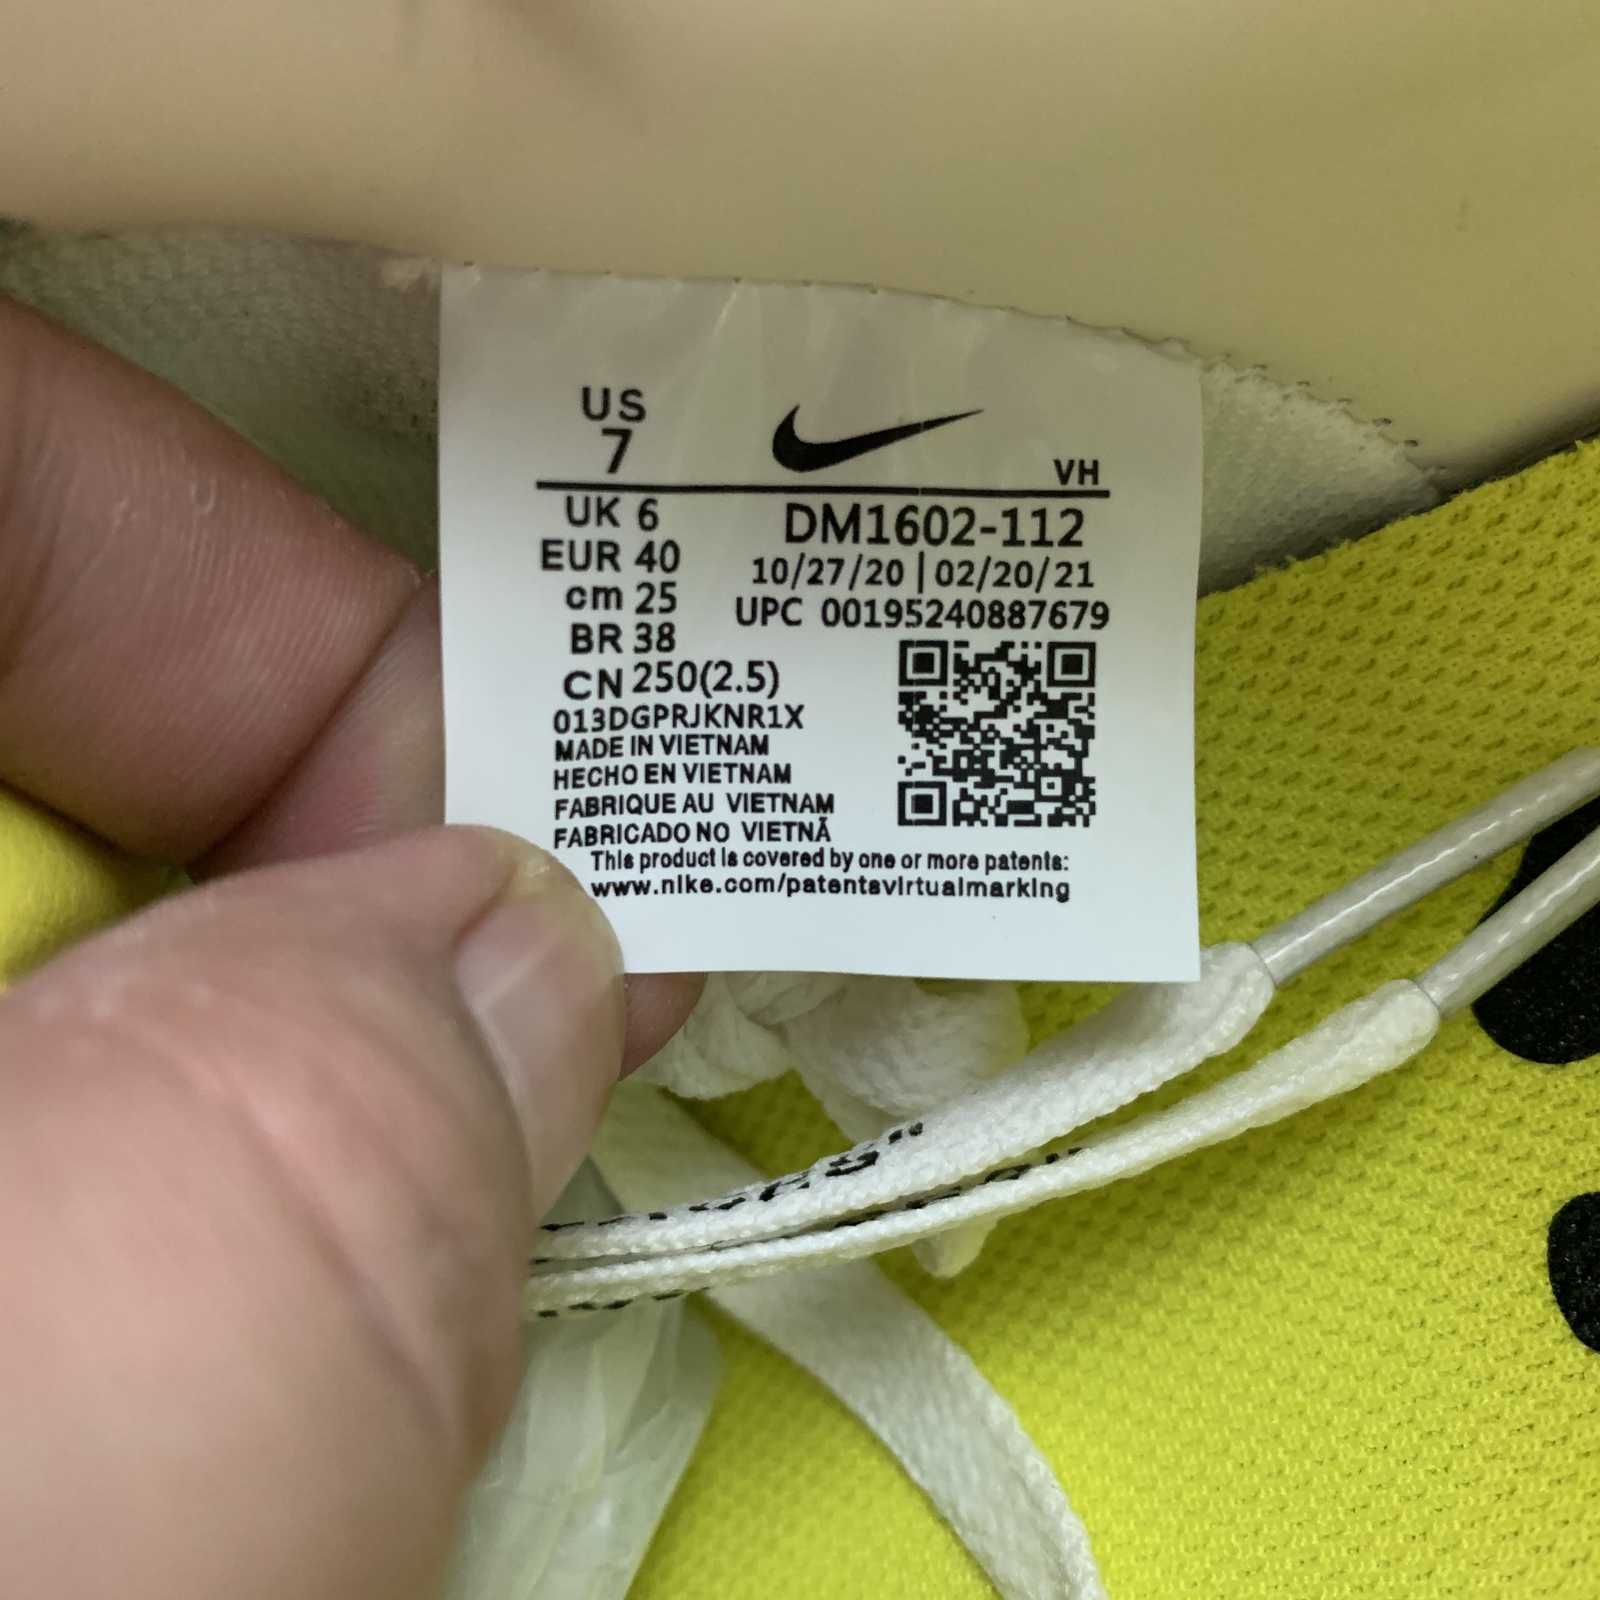 US
7
VH
UK 6
DM1602-112
EUR 40
10/27/20 | 02/20/21
cm 25
UPC 00195240887679
BR 38
CN 250(2.5)
013DGPRJKNR1X
MADE IN VIETNAM
HECHO EN VIETNAM
FABRIQUE AU VIETNAM
FABRICADO NO VIETNÃ
This product is covered by one or more patents:
www.nike.com/patentsvirtualmarking